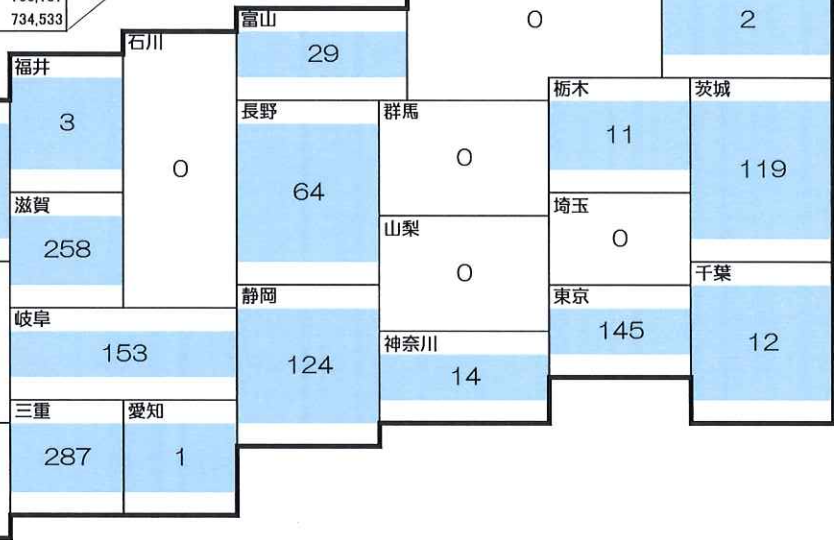 734,533
富山
29
0
2
石川
0
福井
3
長野
64
群馬
0
栃木
11
茨城
119
滋賀
258
山梨
0
埼玉
0
千葉
12
岐阜
153
静岡
124
神奈川
14
東京
145
三重
287
愛知
1